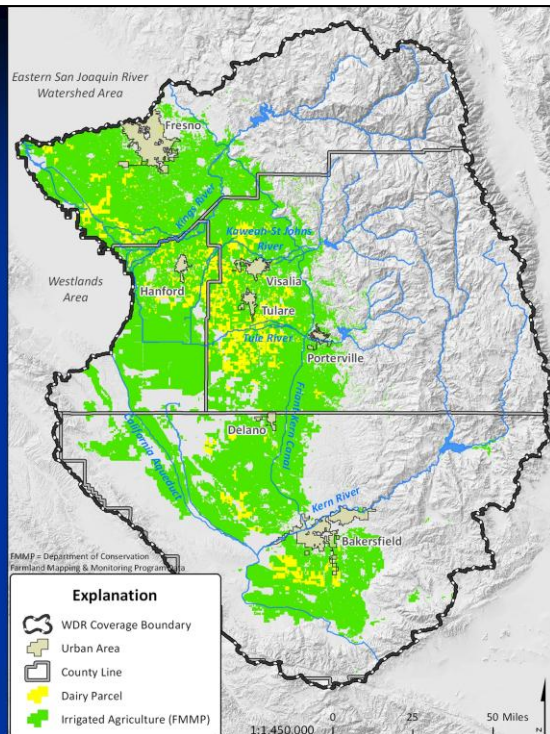 Eastern San Joaquin River
Watershed Area
Fresno
Kings River
Kaweah-St Johns
River
Westlands
Area
Hanford
Visalia
Tulare
Tule River
Porterville
Friant-Kern Canal
Delano
California Aqueduct
Kern River
Bakersfield
FMMP = Department of Conservation
Farmland Mapping & Monitoring Program
Explanation
WDR Coverage Boundary
Urban Area
County Line
Dairy Parcel
Irrigated Agriculture (FMMP)
1:1,450,000
0 25 50 Miles